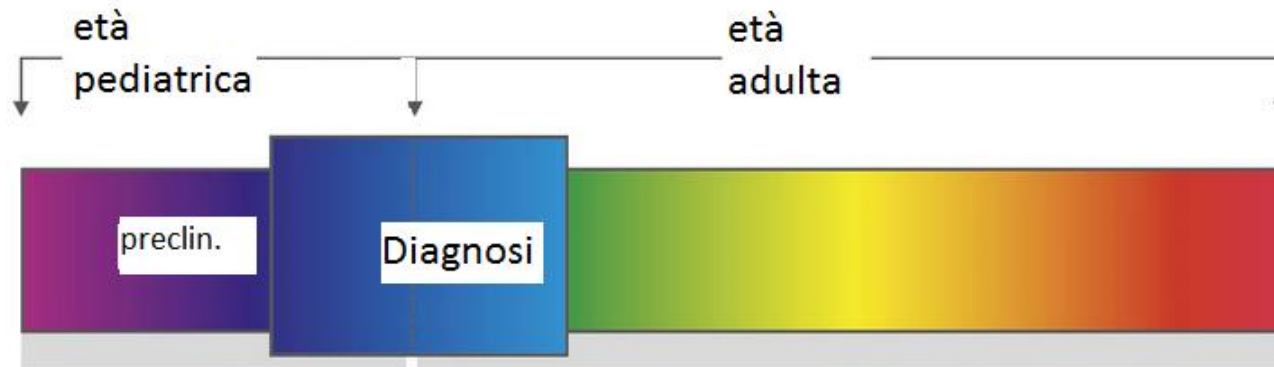 età
pediatrica
età
adulta
preclin.
Diagnosi